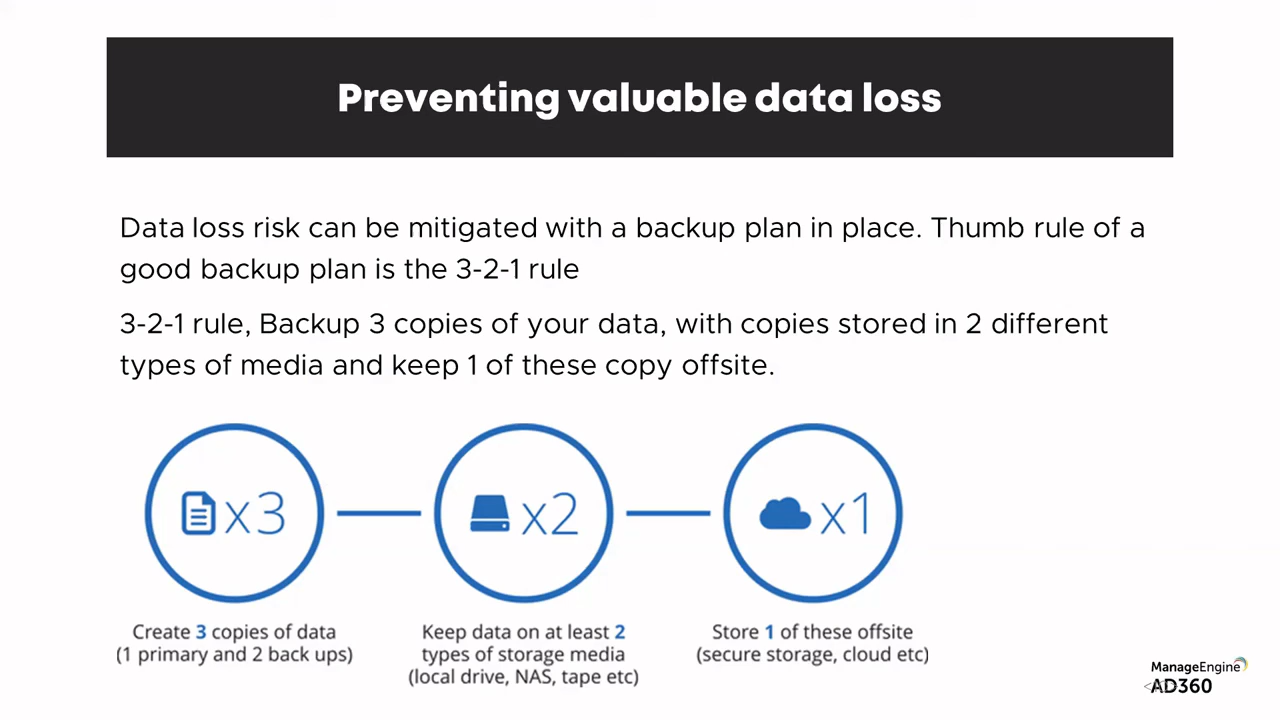 Preventing valuable data loss
Data loss risk can be mitigated with a backup plan in place. Thumb rule of a
good backup plan is the 3-2-1 rule
3-2-1 rule, Backup 3 copies of your data, with copies stored in 2 different
types of media and keep 1 of these copy offsite.
x3
x2
x1
Create 3 copies of data
(1 primary and 2 back ups)
Keep data on at least 2
types of storage media
(local drive, NAS, tape etc)
Store 1 of these offsite
(secure storage, cloud etc)
ManageEngine
AD360